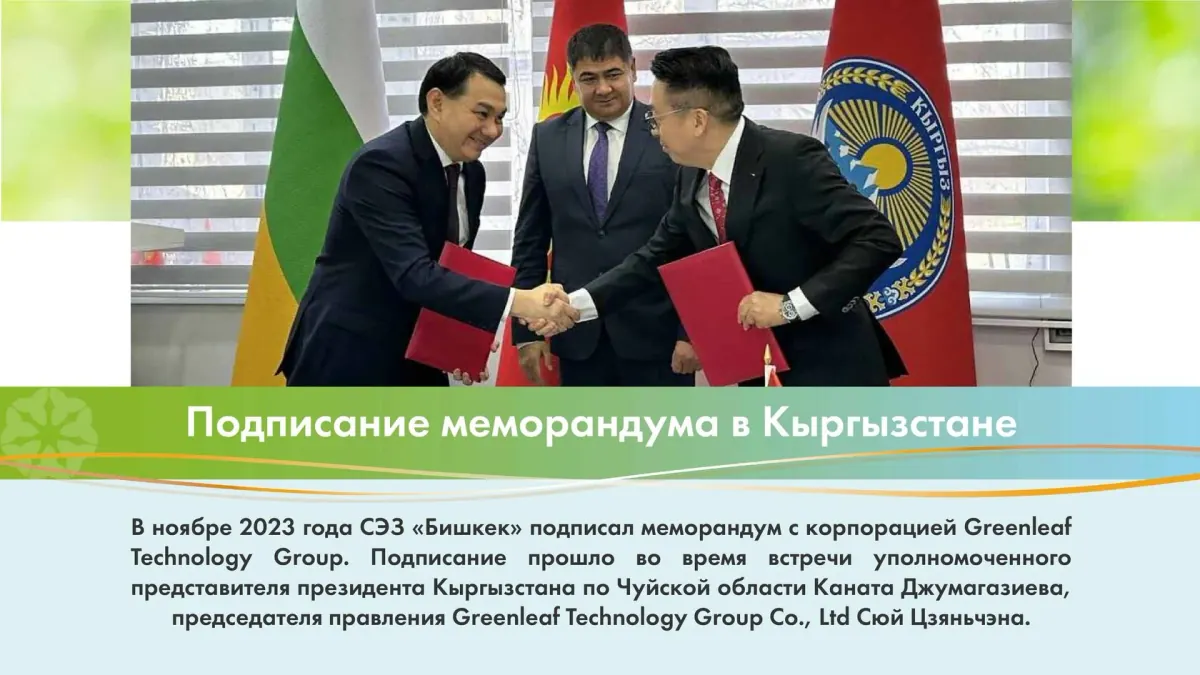 КЫРГЫЗ
Подписание меморандума в Кыргызстане
В ноябре 2023 года СЭЗ «Бишкек» подписал меморандум с корпорацией Greenleaf
Technology Group. Подписание прошло во время встречи уполномоченного
представителя президента Кыргызстана по Чуйской области Каната Джумагазиева,
председателя правления Greenleaf Technology Group Co., Ltd Сюй Цзяньчэна.